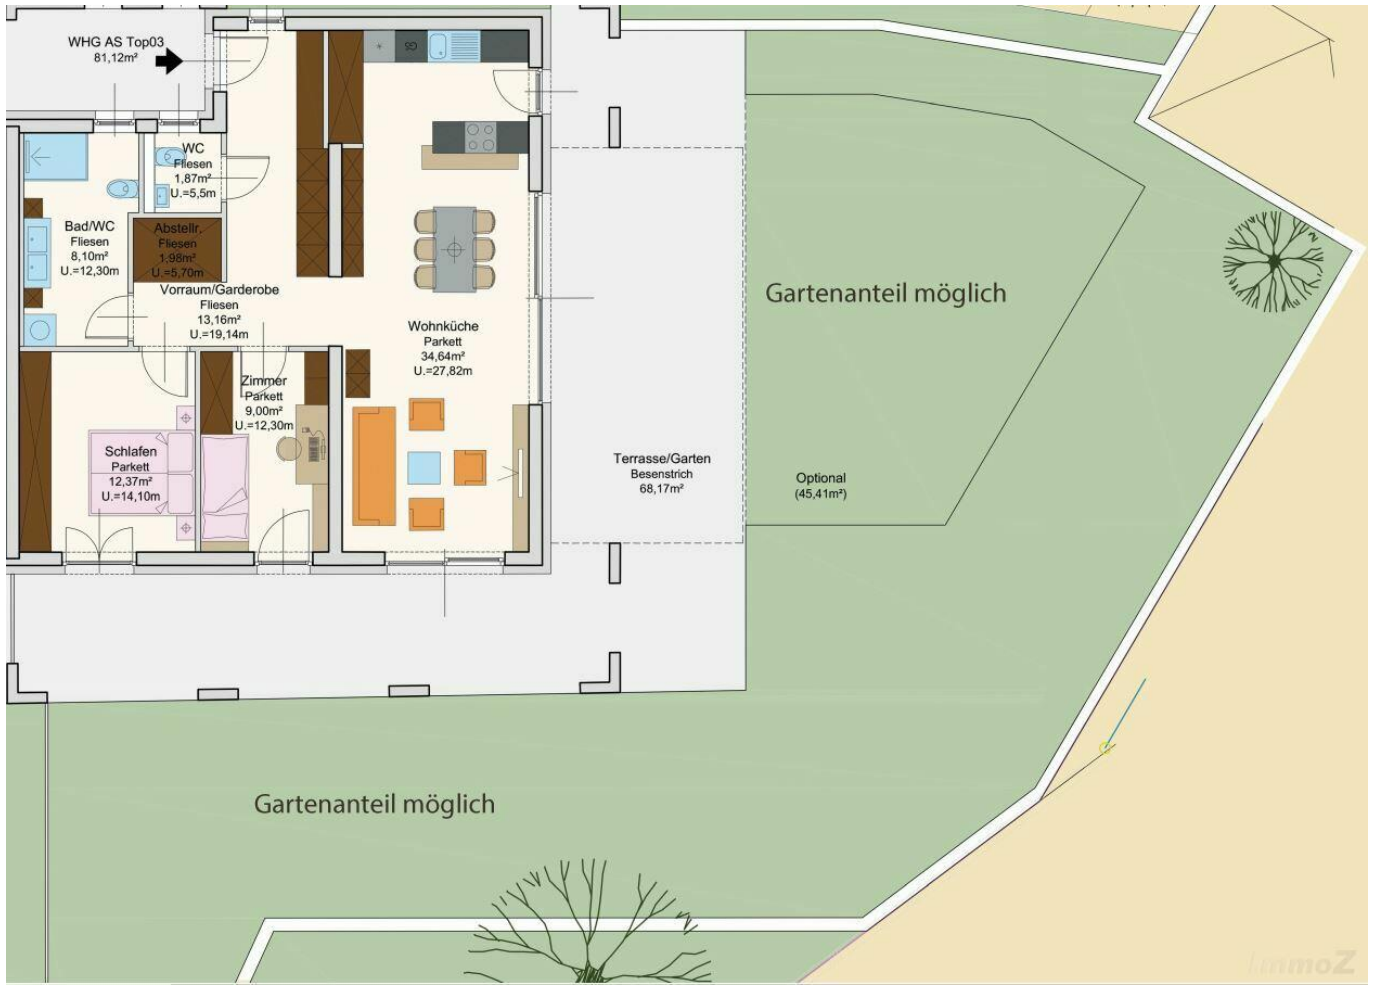 WHG AS Top03
81,12m²
GS
WC
Fliesen
1,87m²
U.=5,5m
Bad/WC
Fliesen
8,10m²
U.=12,30m
Abstellr.
Fliesen
1,98m²
U.=5,70m
Vorraum/Garderobe
Fliesen
13,16m²
U.=19,14m
Wohnküche
Parkett
34,64m²
U.=27,82m
Zimmer
Parkett
9,00m²
U.=12,30m
Schlafen
Parkett
12,37m²
U.=14,10m
Terrasse/Garten
Besenstrich
68,17m²
Gartenanteil möglich
Optional
(45,41m²)
Gartenanteil möglich
ImmoZ